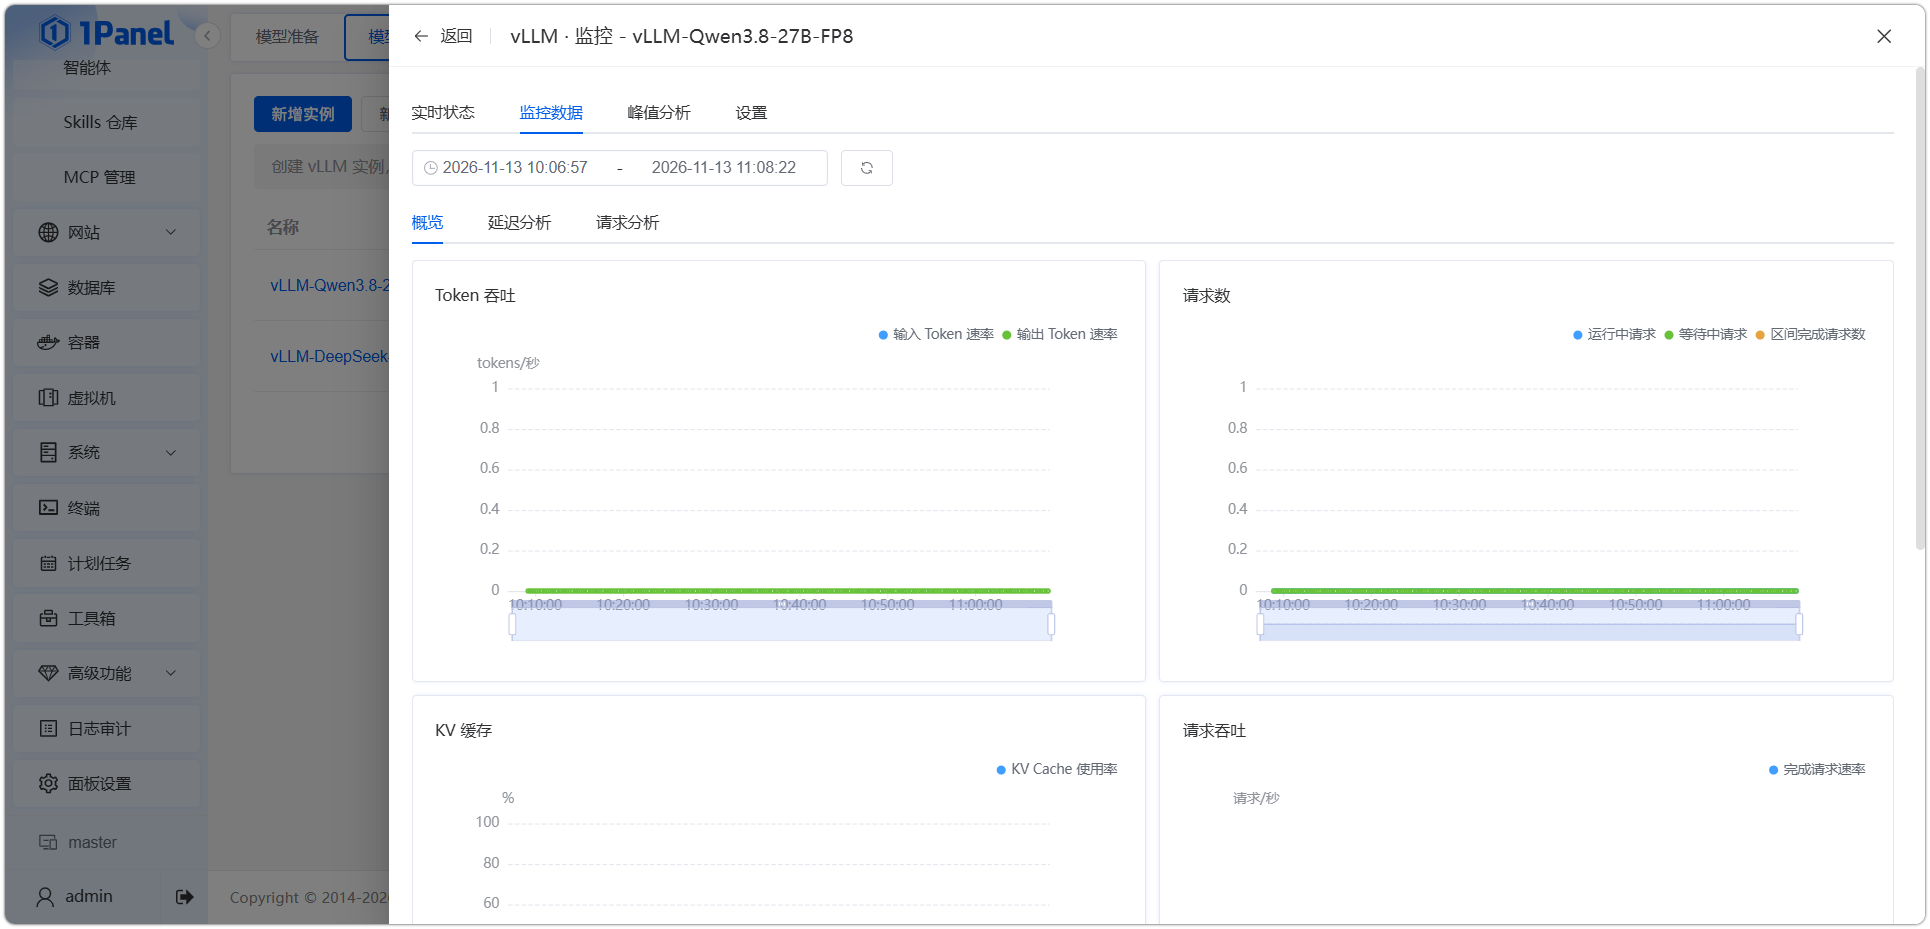 1Panel
智能体
Skills 仓库
MCP 管理
网站
数据库
容器
虚拟机
系统
终端
计划任务
工具箱
高级功能
日志审计
面板设置
master
admin
模型准备
新增实例
创建 vLLM 实例,
名称
vLLM-Qwen3.8-2
vLLM-DeepSeek
Copyright © 2014-202
返回
vLLM · 监控 - vLLM-Qwen3.8-27B-FP8
实时状态 监控数据 峰值分析 设置
2026-11-13 10:06:57 - 2026-11-13 11:08:22
概览 延迟分析 请求分析
Token 吞吐
输入 Token 速率 输出 Token 速率
tokens/秒
1
0.8
0.6
0.4
0.2
0
10:10:00 10:20:00 10:30:00 10:40:00 10:50:00 11:00:00
请求数
运行中请求 等待中请求 区间完成请求数
1
0.8
0.6
0.4
0.2
0
10:10:00 10:20:00 10:30:00 10:40:00 10:50:00 11:00:00
KV 缓存
KV Cache 使用率
%
100
80
60
请求吞吐
完成请求速率
请求/秒